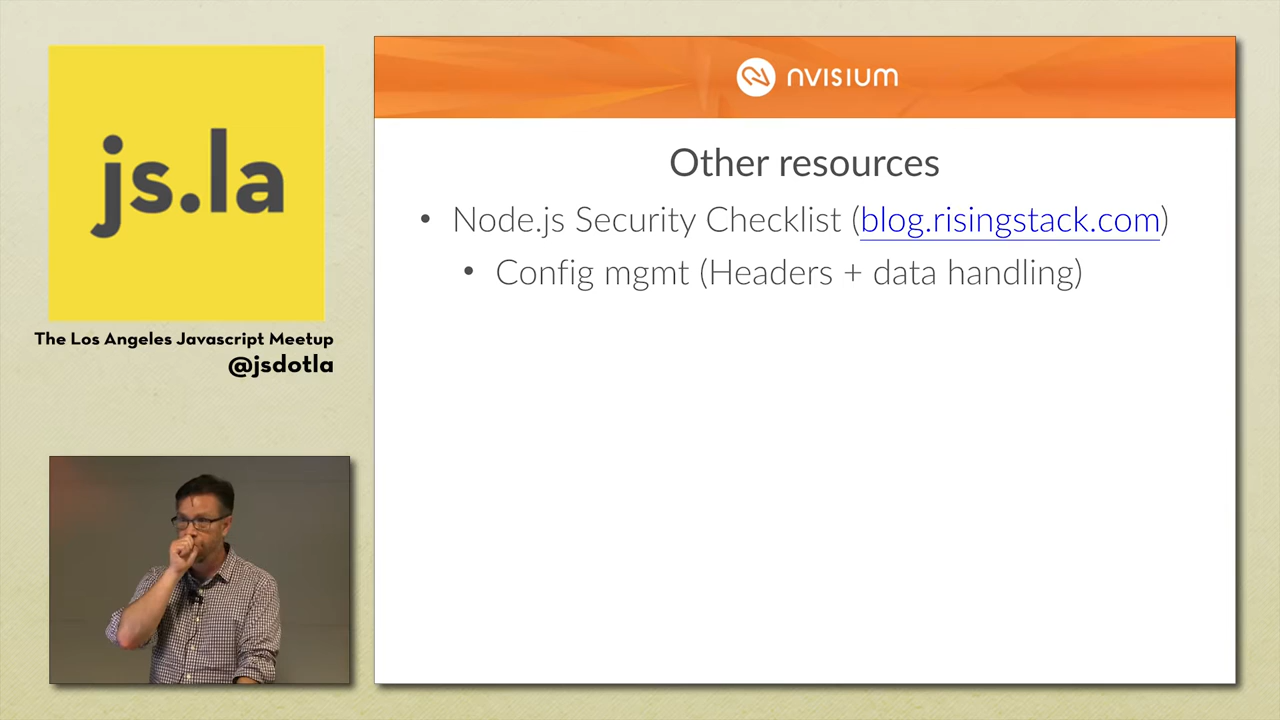 js.la
The Los Angeles Javascript Meetup
@jsdotla
nvisium
Other resources
• Node.js Security Checklist (blog.risingstack.com)
• Config mgmt (Headers + data handling)